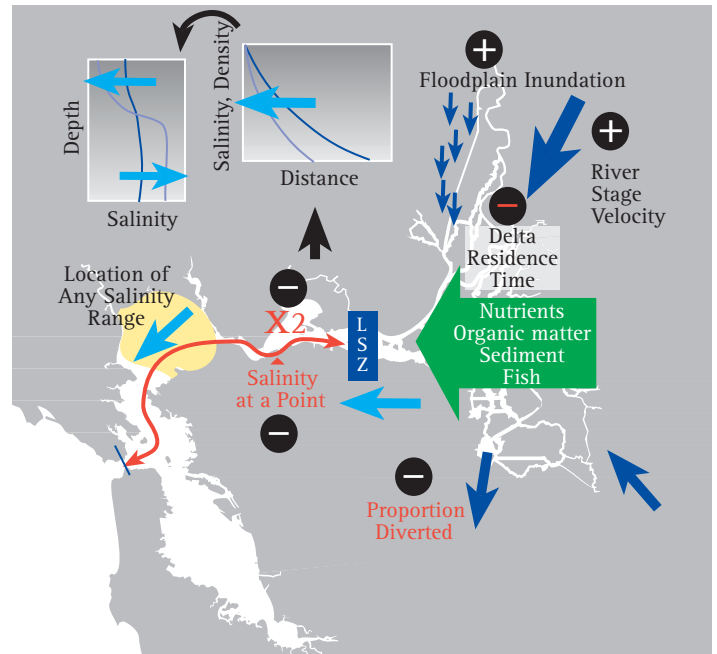 Depth
Salinity
Salinity, Density
Distance
+
Floodplain Inundation
+
River
Stage
Velocity
−
Delta
Residence
Time
Location of
Any Salinity
Range
−
X2
L
S
Z
Nutrients
Organic matter
Sediment
Fish
Salinity
at a Point
−
−
Proportion
Diverted